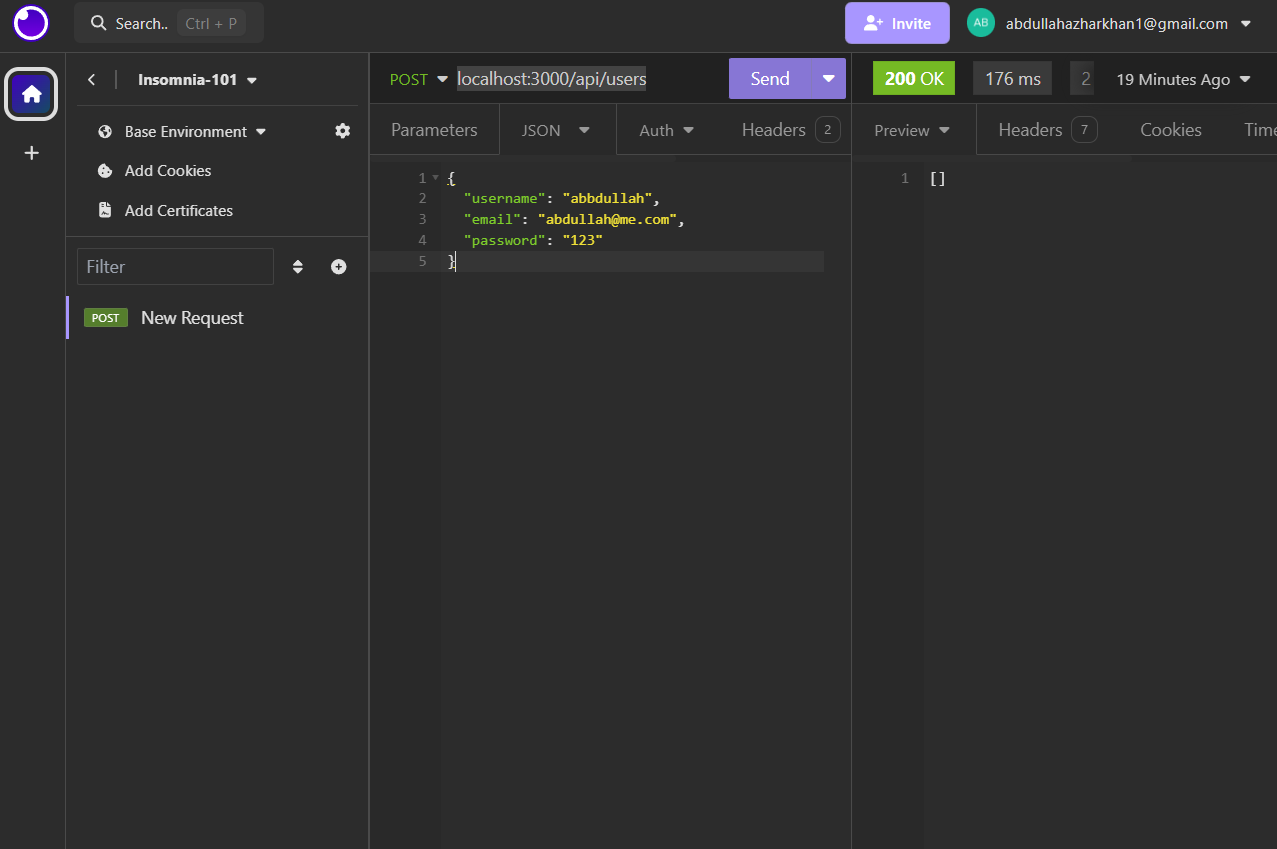 Search.. Ctrl + P
Invite
AB abdullahazharkhan1@gmail.com
Insomnia-101
Base Environment
Add Cookies
Add Certificates
Filter
POST New Request
POST localhost:3000/api/users
Send
Parameters JSON Auth Headers 2
1 {
2 "username": "abbdullah",
3 "email": "abdullah@me.com",
4 "password": "123"
5 }
200 OK 176 ms 2 19 Minutes Ago
Preview Headers 7 Cookies Time
1 []